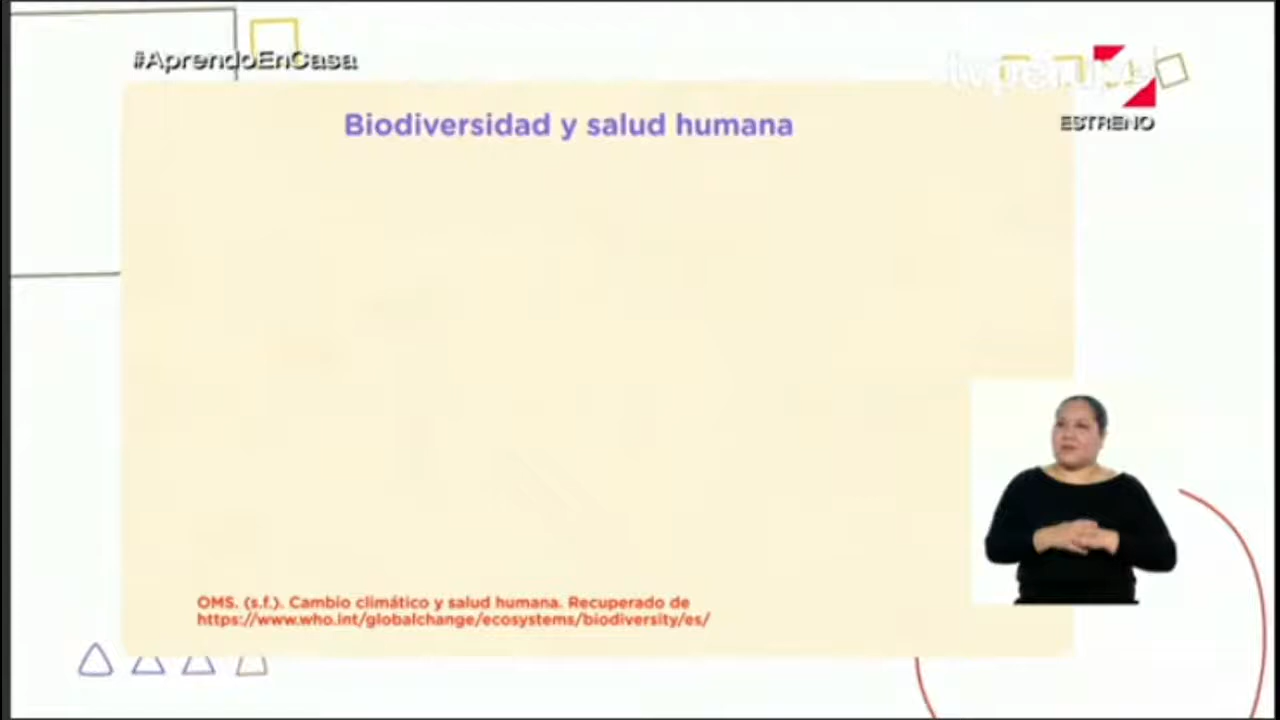 #AprendoEnCasa
ESTRENO
Biodiversidad y salud humana
OMS. (s.f.). Cambio climático y salud humana. Recuperado de
https://www.who.int/globalchange/ecosystems/biodiversity/es/